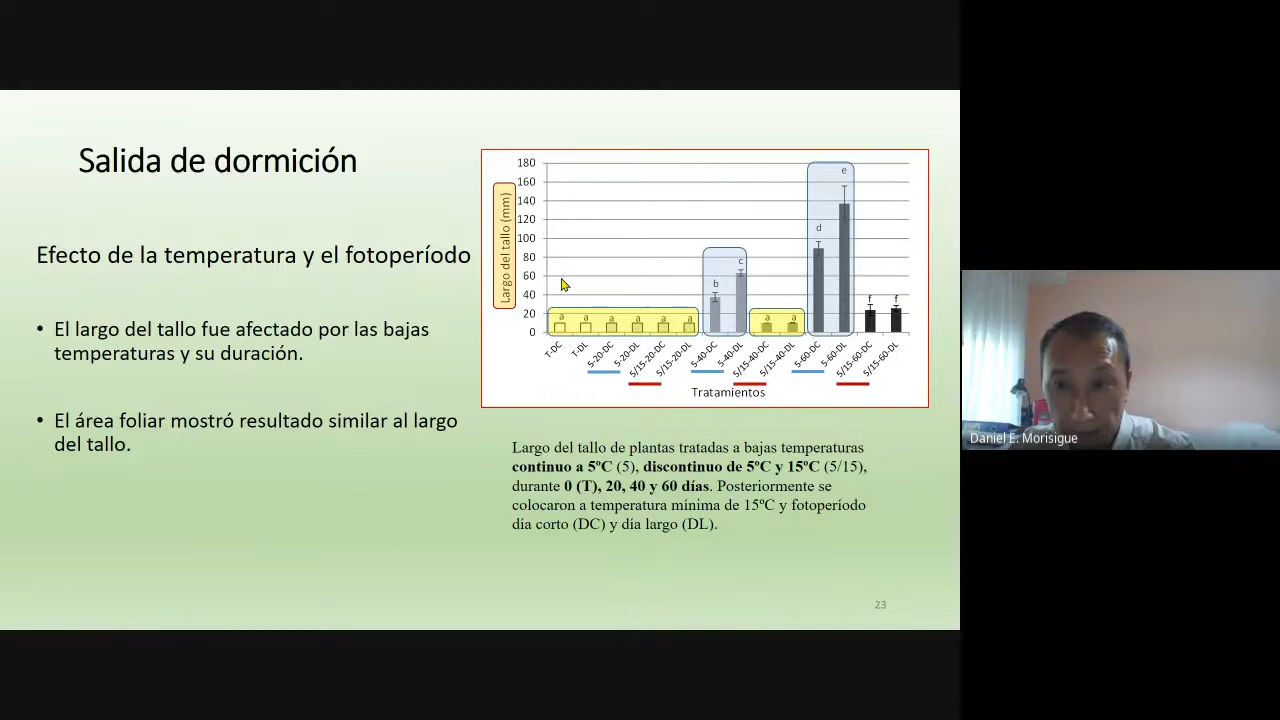 Salida de dormición
Efecto de la temperatura y el fotoperíodo
• El largo del tallo fue afectado por las bajas
temperaturas y su duración.
• El área foliar mostró resultado similar al largo
del tallo.
Largo del tallo (mm)
180
160
140
120
100
80
60
40
20
0
a a a a a a b c a a d e f f
T-DC
T-DL
5-20-DC
5-20-DL
5/15-20-DC
5/15-20-DL
5-40-DC
5-40-DL
5/15-40-DC
5/15-40-DL
5-60-DC
5-60-DL
5/15-60-DC
5/15-60-DL
Tratamientos
Largo del tallo de plantas tratadas a bajas temperaturas
continuo a 5ºC (5), discontinuo de 5ºC y 15ºC (5/15),
durante 0 (T), 20, 40 y 60 días. Posteriormente se
colocaron a temperatura mínima de 15ºC y fotoperíodo
día corto (DC) y día largo (DL).
23
Daniel E. Morisigue